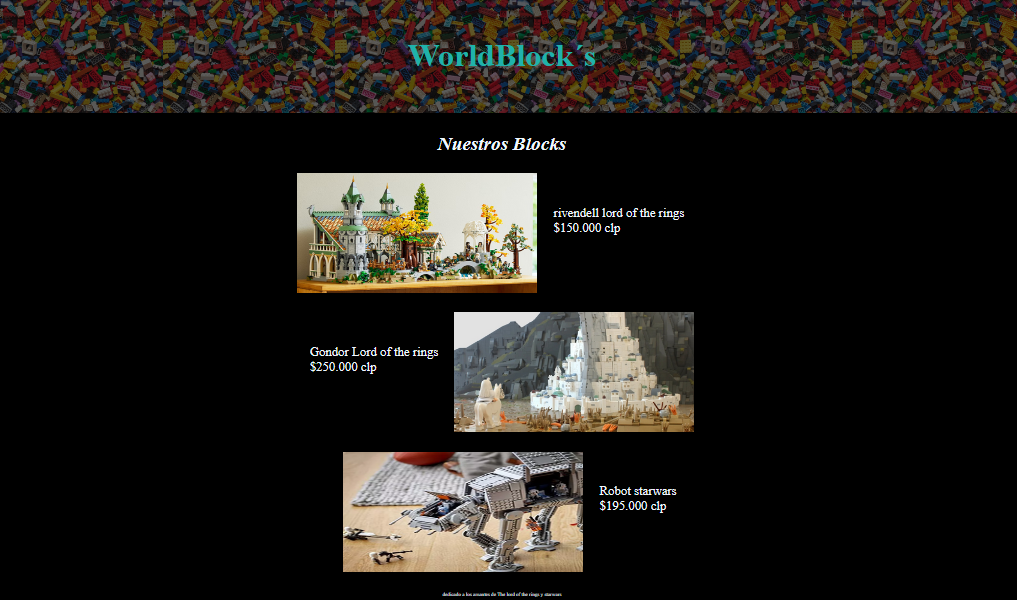 WorldBlock´s
Nuestros Blocks
rivendell lord of the rings
$150.000 clp
Gondor Lord of the rings
$250.000 clp
Robot starwars
$195.000 clp
dedicado a los amantes de The lord of the rings y starwars